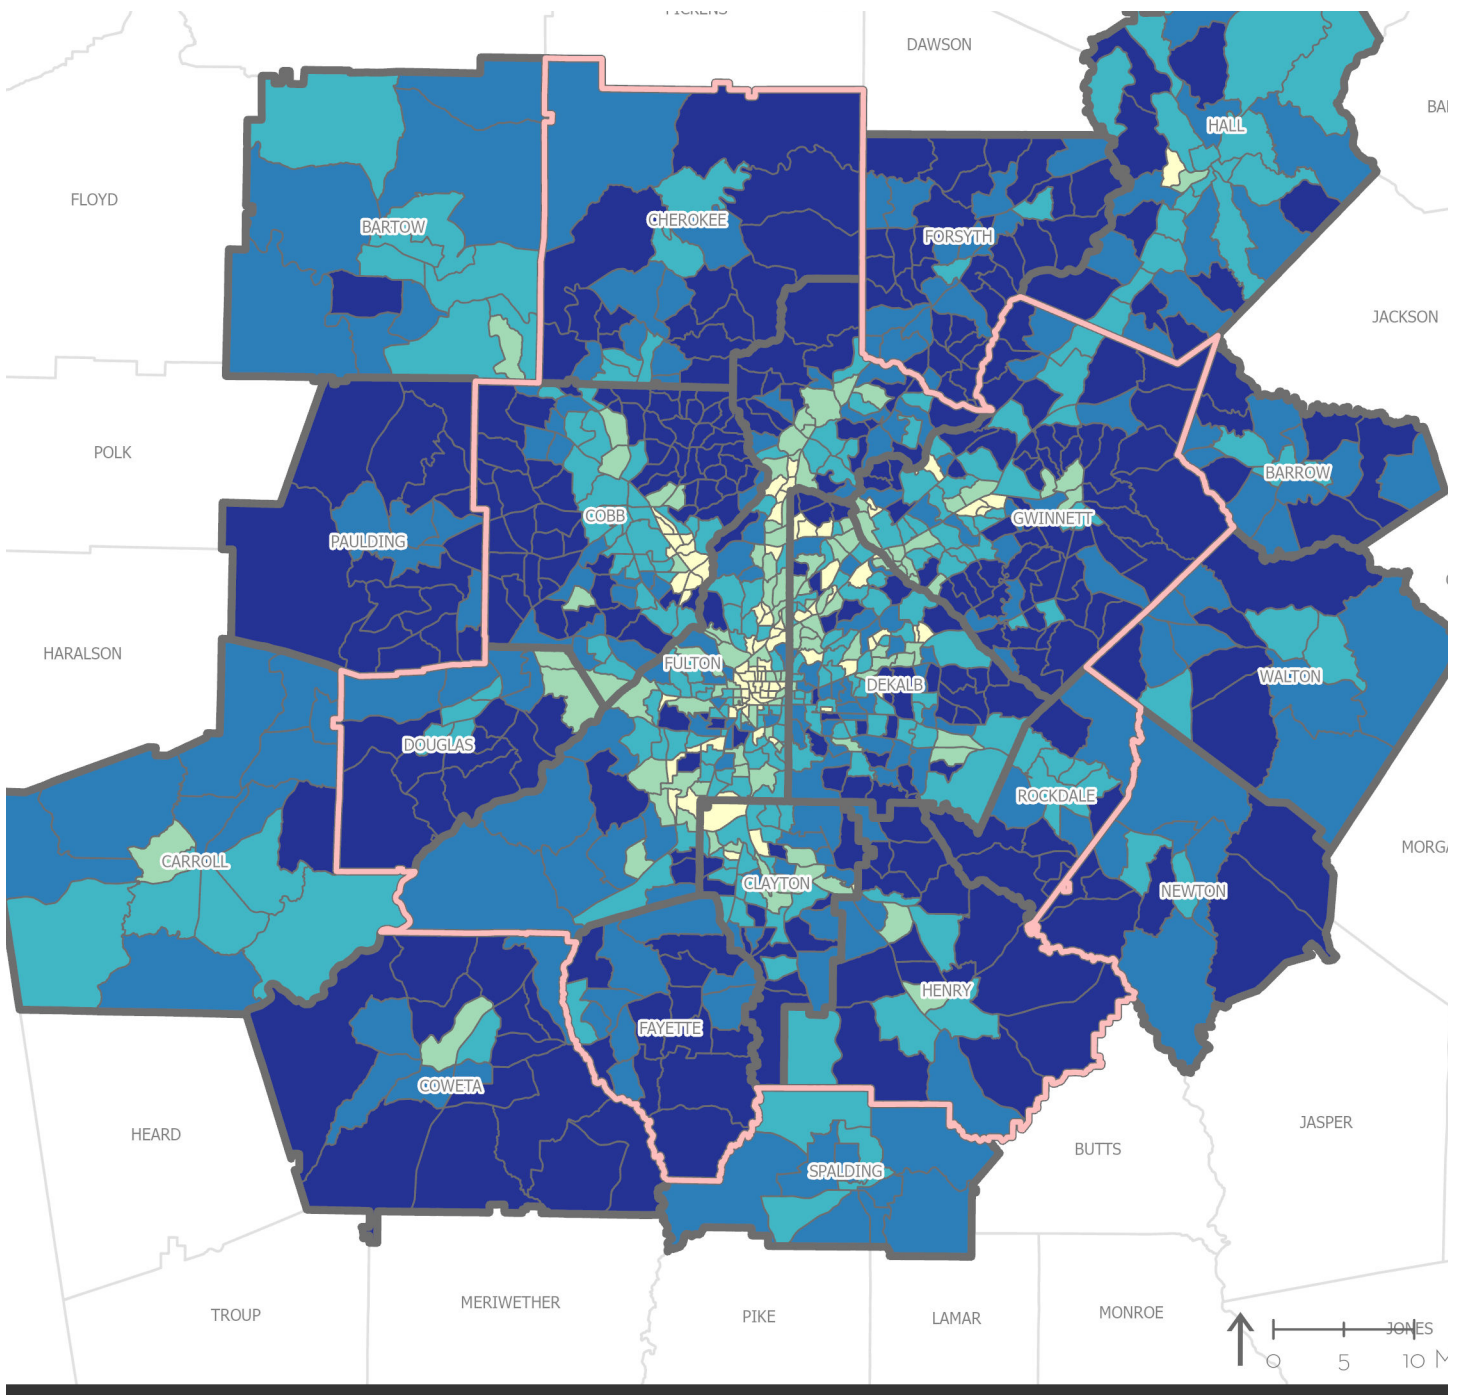 DAWSON
HALL
FLOYD
CHEROKEE
BARTOW
FORSYTH
JACKSON
POLK
BARROW
COBB
GWINNETT
PAULDING
HARALSON
FULTON
WALTON
DEKALB
DOUGLAS
ROCKDALE
CARROLL
CLAYTON
NEWTON
HENRY
FAYETTE
COWETA
JASPER
HEARD
BUTTS
SPALDING
MERIWETHER
MONROE
TROUP
PIKE
LAMAR
JONES
0 5 10